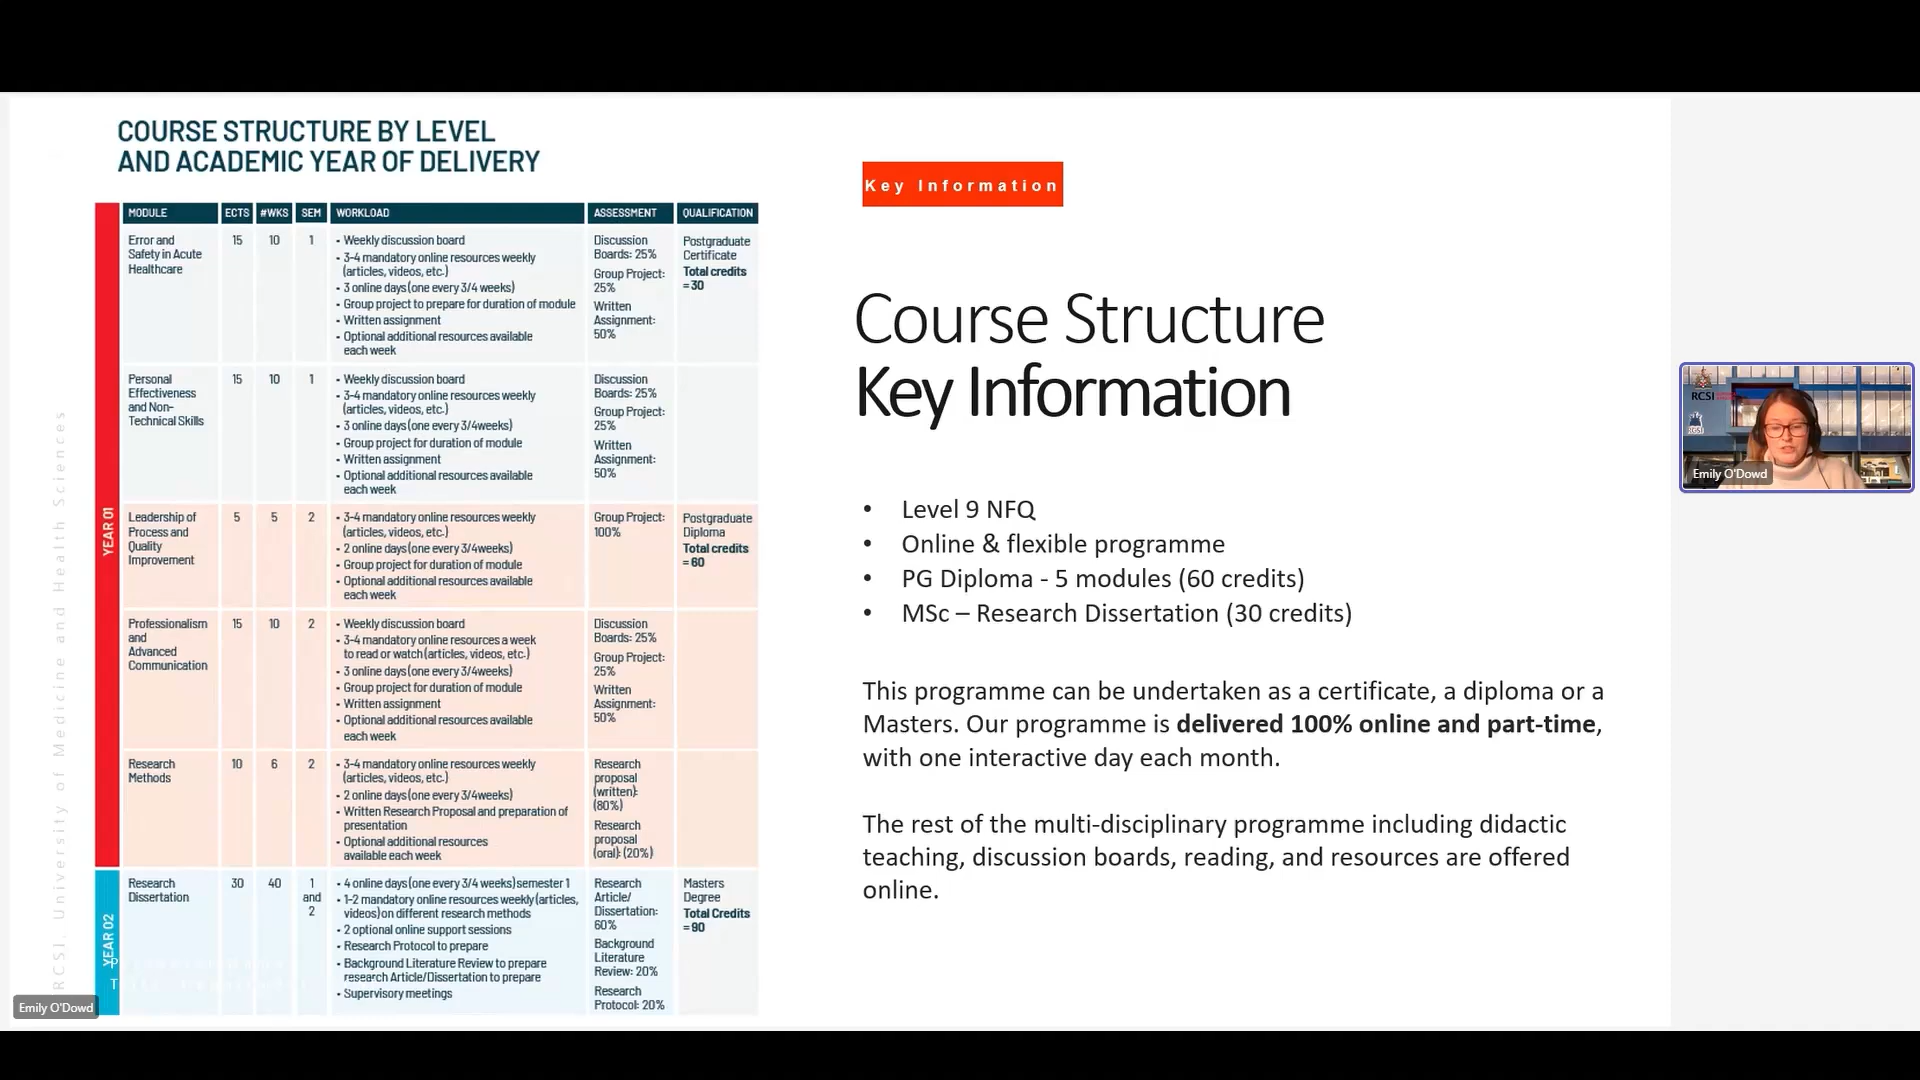 COURSE STRUCTURE BY LEVEL
AND ACADEMIC YEAR OF DELIVERY
MODULE ECTS #WKS SEM WORKLOAD ASSESSMENT QUALIFICATION
YEAR 01
Error and
Safety in Acute
Healthcare
15 10 1
• Weekly discussion board
• 3-4 mandatory online resources weekly
(articles, videos, etc.)
• 3 online days (one every 3/4 weeks)
• Group project to prepare for duration of module
• Written assignment
• Optional additional resources available
each week
Discussion
Boards: 25%
Group Project:
25%
Written
Assignment:
50%
Postgraduate
Certificate
Total credits
= 30
Personal
Effectiveness
and Non-
Technical Skills
15 10 1
• Weekly discussion board
• 3-4 mandatory online resources weekly
(articles, videos, etc.)
• 3 online days (one every 3/4weeks)
• Group project for duration of module
• Written assignment
• Optional additional resources available
each week
Discussion
Boards: 25%
Group Project:
25%
Written
Assignment:
50%
Leadership of
Process and
Quality
Improvement
5 5 2
• 3-4 mandatory online resources weekly
(articles, videos, etc.)
• 2 online days (one every 3/4weeks)
• Group project for duration of module
• Optional additional resources available
each week
Group Project:
100%
Postgraduate
Diploma
Total credits
= 60
Professionalism
and
Advanced
Communication
15 10 2
• Weekly discussion board
• 3-4 mandatory online resources a week
to read or watch (articles, videos, etc.)
• 3 online days (one every 3/4weeks)
• Group project for duration of module
• Written assignment
• Optional additional resources available
each week
Discussion
Boards: 25%
Group Project:
25%
Written
Assignment:
50%
Research
Methods
10 6 2
• 3-4 mandatory online resources weekly
(articles, videos, etc.)
• 2 online days (one every 3/4weeks)
• Written Research Proposal and preparation of
presentation
• Optional additional resources
available each week
Research
proposal
(written):
(80%)
Research
proposal
(oral): (20%)
YEAR 02
Research
Dissertation
30 40 1
and
2
• 4 online days (one every 3/4 weeks) semester 1
• 1-2 mandatory online resources weekly (articles,
videos) on different research methods
• 2 optional online support sessions
• Research Protocol to prepare
• Background Literature Review to prepare
research Article/Dissertation to prepare
• Supervisory meetings
Research
Article/
Dissertation:
60%
Background
Literature
Review: 20%
Research
Protocol: 20%
Masters
Degree
Total Credits
= 90
RCSI, University of Medicine and Health Sciences
Emily O'Dowd
Key Information
Course Structure
Key Information
• Level 9 NFQ
• Online & flexible programme
• PG Diploma - 5 modules (60 credits)
• MSc – Research Dissertation (30 credits)
This programme can be undertaken as a certificate, a diploma or a
Masters. Our programme is delivered 100% online and part-time,
with one interactive day each month.
The rest of the multi-disciplinary programme including didactic
teaching, discussion boards, reading, and resources are offered
online.
RCSI
Emily O'Dowd